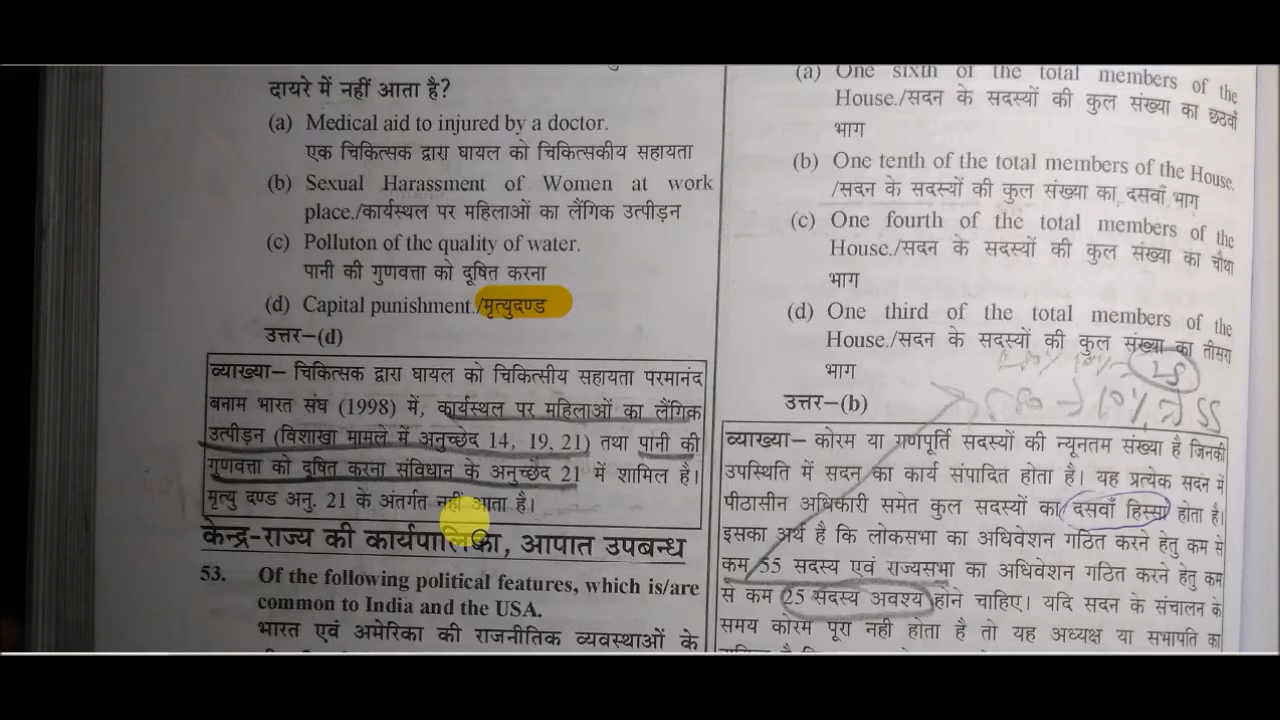 दायरे में नहीं आता है?
(a) Medical aid to injured by a doctor.
एक चिकित्सक द्वारा घायल को चिकित्सकीय सहायता
(b) Sexual Harassment of Women at work
place./कार्यस्थल पर महिलाओं का लैंगिक उत्पीड़न
(c) Polluton of the quality of water.
पानी की गुणवत्ता को दूषित करना
(d) Capital punishment./मृत्युदण्ड
उत्तर–(d)
व्याख्या– चिकित्सक द्वारा घायल को चिकित्सीय सहायता परमानंद
बनाम भारत संघ (1998) में, कार्यस्थल पर महिलाओं का लैंगिक
उत्पीड़न (विशाखा मामले में अनुच्छेद 14, 19, 21) तथा पानी की
गुणवत्ता को दूषित करना संविधान के अनुच्छेद 21 में शामिल है।
मृत्यु दण्ड अनु. 21 के अंतर्गत नहीं आता है।
केन्द्र-राज्य की कार्यपालिका, आपात उपबन्ध
53. Of the following political features, which is/are
common to India and the USA.
भारत एवं अमेरिका की राजनीतिक व्यवस्थाओं के
(a) One sixth of the total members of the
House./सदन के सदस्यों की कुल संख्या का छठवाँ
भाग
(b) One tenth of the total members of the House.
/सदन के सदस्यों की कुल संख्या का दसवाँ भाग
(c) One fourth of the total members of the
House./सदन के सदस्यों की कुल संख्या का चौथा
भाग
(d) One third of the total members of the
House./सदन के सदस्यों की कुल संख्या का तीसरा
भाग
25
उत्तर–(b)
10% 55
व्याख्या– कोरम या गणपूर्ति सदस्यों की न्यूनतम संख्या है जिनकी
उपस्थिति में सदन का कार्य संपादित होता है। यह प्रत्येक सदन में
पीठासीन अधिकारी समेत कुल सदस्यों का दसवाँ हिस्सा होता है।
इसका अर्थ है कि लोकसभा का अधिवेशन गठित करने हेतु कम से
कम 55 सदस्य एवं राज्यसभा का अधिवेशन गठित करने हेतु कम
से कम 25 सदस्य अवश्य होने चाहिए। यदि सदन के संचालन के
समय कोरम पूरा नही होता है तो यह अध्यक्ष या सभापति का